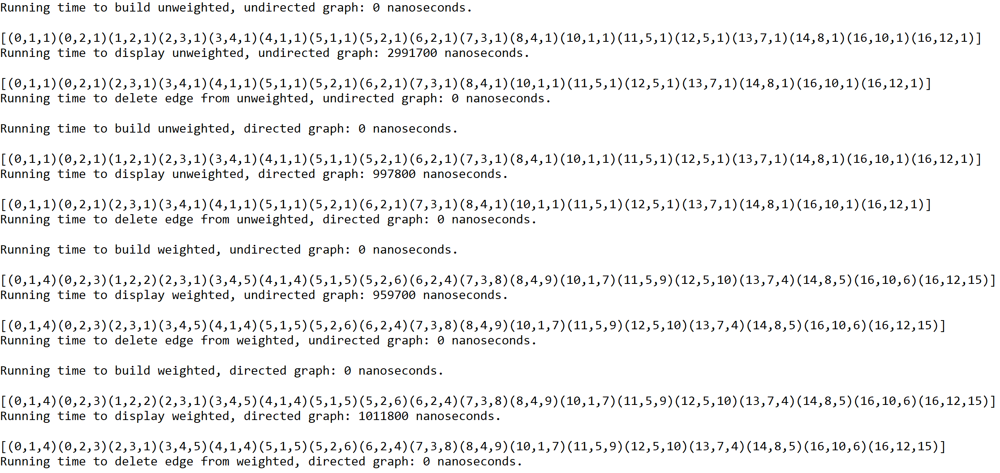 Running time to build unweighted, undirected graph: 0 nanoseconds.
[(0,1,1)(0,2,1)(1,2,1)(2,3,1)(3,4,1)(4,1,1)(5,1,1)(5,2,1)(6,2,1)(7,3,1)(8,4,1)(10,1,1)(11,5,1)(12,5,1)(13,7,1)(14,8,1)(16,10,1)(16,12,1)]
Running time to display unweighted, undirected graph: 2991700 nanoseconds.
[(0,1,1)(0,2,1)(2,3,1)(3,4,1)(4,1,1)(5,1,1)(5,2,1)(6,2,1)(7,3,1)(8,4,1)(10,1,1)(11,5,1)(12,5,1)(13,7,1)(14,8,1)(16,10,1)(16,12,1)]
Running time to delete edge from unweighted, undirected graph: 0 nanoseconds.
Running time to build unweighted, directed graph: 0 nanoseconds.
[(0,1,1)(0,2,1)(1,2,1)(2,3,1)(3,4,1)(4,1,1)(5,1,1)(5,2,1)(6,2,1)(7,3,1)(8,4,1)(10,1,1)(11,5,1)(12,5,1)(13,7,1)(14,8,1)(16,10,1)(16,12,1)]
Running time to display unweighted, directed graph: 997800 nanoseconds.
[(0,1,1)(0,2,1)(2,3,1)(3,4,1)(4,1,1)(5,1,1)(5,2,1)(6,2,1)(7,3,1)(8,4,1)(10,1,1)(11,5,1)(12,5,1)(13,7,1)(14,8,1)(16,10,1)(16,12,1)]
Running time to delete edge from unweighted, directed graph: 0 nanoseconds.
Running time to build weighted, undirected graph: 0 nanoseconds.
[(0,1,4)(0,2,3)(1,2,2)(2,3,1)(3,4,5)(4,1,4)(5,1,5)(5,2,6)(6,2,4)(7,3,8)(8,4,9)(10,1,7)(11,5,9)(12,5,10)(13,7,4)(14,8,5)(16,10,6)(16,12,15)]
Running time to display weighted, undirected graph: 959700 nanoseconds.
[(0,1,4)(0,2,3)(2,3,1)(3,4,5)(4,1,4)(5,1,5)(5,2,6)(6,2,4)(7,3,8)(8,4,9)(10,1,7)(11,5,9)(12,5,10)(13,7,4)(14,8,5)(16,10,6)(16,12,15)]
Running time to delete edge from weighted, undirected graph: 0 nanoseconds.
Running time to build weighted, directed graph: 0 nanoseconds.
[(0,1,4)(0,2,3)(1,2,2)(2,3,1)(3,4,5)(4,1,4)(5,1,5)(5,2,6)(6,2,4)(7,3,8)(8,4,9)(10,1,7)(11,5,9)(12,5,10)(13,7,4)(14,8,5)(16,10,6)(16,12,15)]
Running time to display weighted, directed graph: 1011800 nanoseconds.
[(0,1,4)(0,2,3)(2,3,1)(3,4,5)(4,1,4)(5,1,5)(5,2,6)(6,2,4)(7,3,8)(8,4,9)(10,1,7)(11,5,9)(12,5,10)(13,7,4)(14,8,5)(16,10,6)(16,12,15)]
Running time to delete edge from weighted, directed graph: 0 nanoseconds.